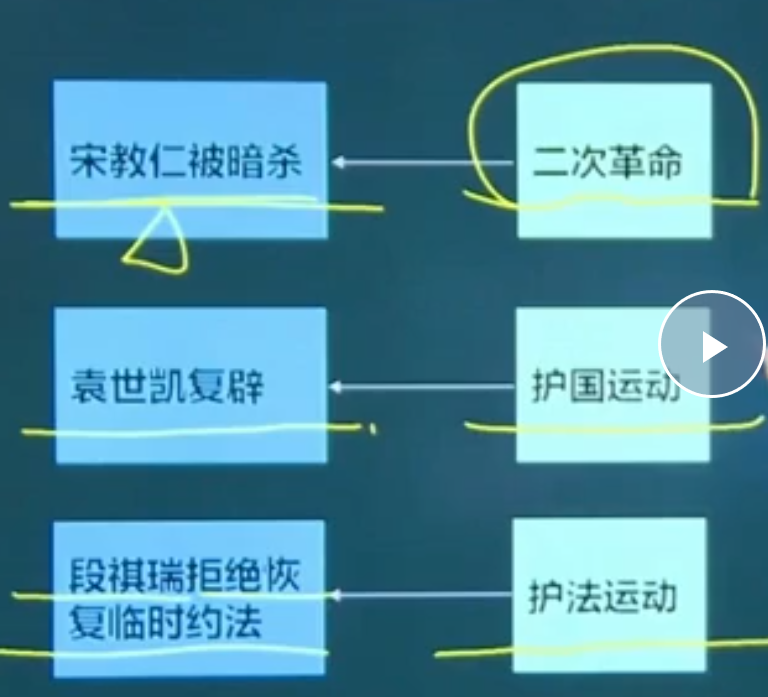 宋教仁被暗杀
二次革命
袁世凯复辟
护国运动
段祺瑞拒绝恢
复临时约法
护法运动